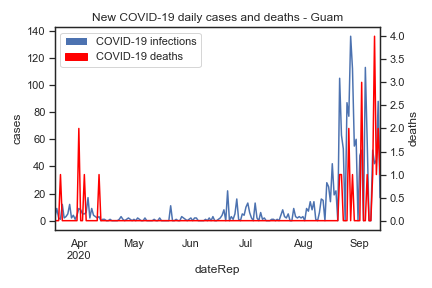 New COVID-19 daily cases and deaths - Guam
COVID-19 infections
COVID-19 deaths
140
120
100
80
60
40
20
0
cases
4.0
3.5
3.0
2.5
2.0
1.5
1.0
0.5
0.0
deaths
Apr May Jun Jul Aug Sep
2020
dateRep